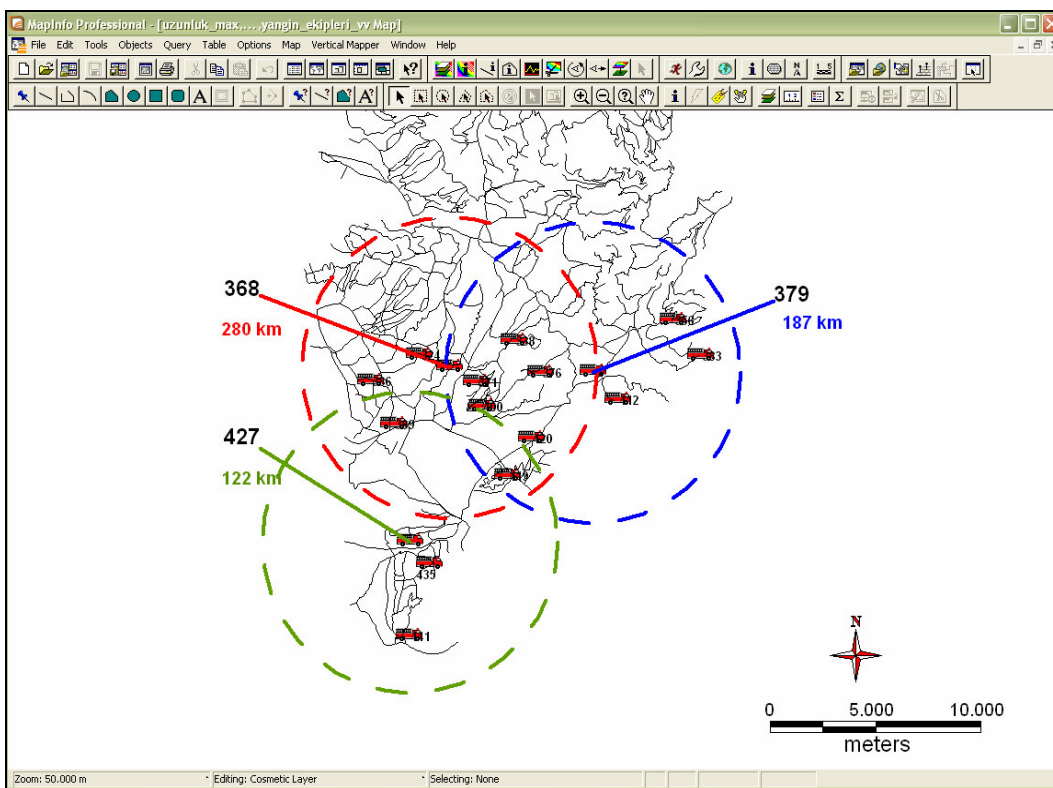 MapInfo Professional - [uzunluk_max,...,yangin_ekipleri_vv Map]
File Edit Tools Objects Query Table Options Map Vertical Mapper Window Help
368
280 km
379
187 km
427
122 km
435
N
0 5.000 10.000
meters
Zoom: 50.000 m
Editing: Cosmetic Layer
Selecting: None